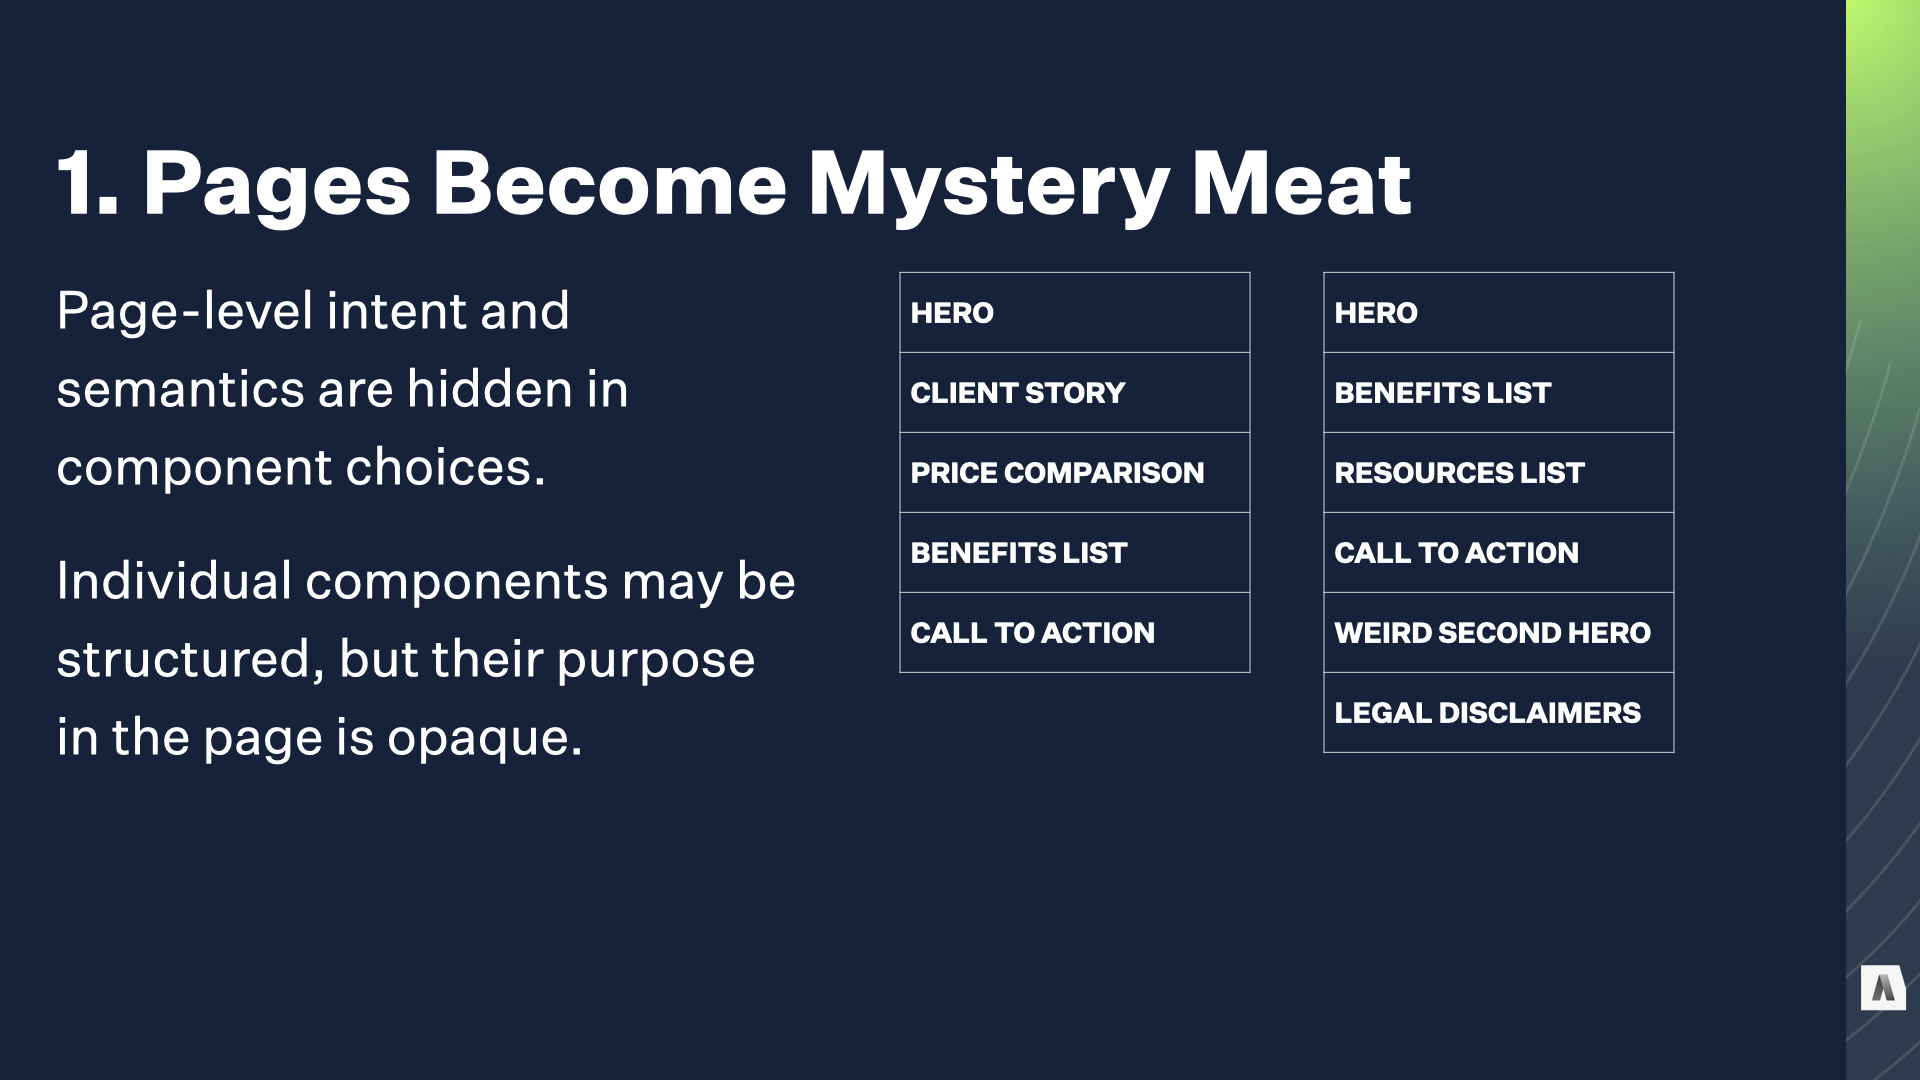 1. Pages Become Mystery Meat
Page-level intent and
semantics are hidden in
component choices.
Individual components may be
structured, but their purpose
in the page is opaque.
HERO
CLIENT STORY
PRICE COMPARISON
BENEFITS LIST
CALL TO ACTION
HERO
BENEFITS LIST
RESOURCES LIST
CALL TO ACTION
WEIRD SECOND HERO
LEGAL DISCLAIMERS